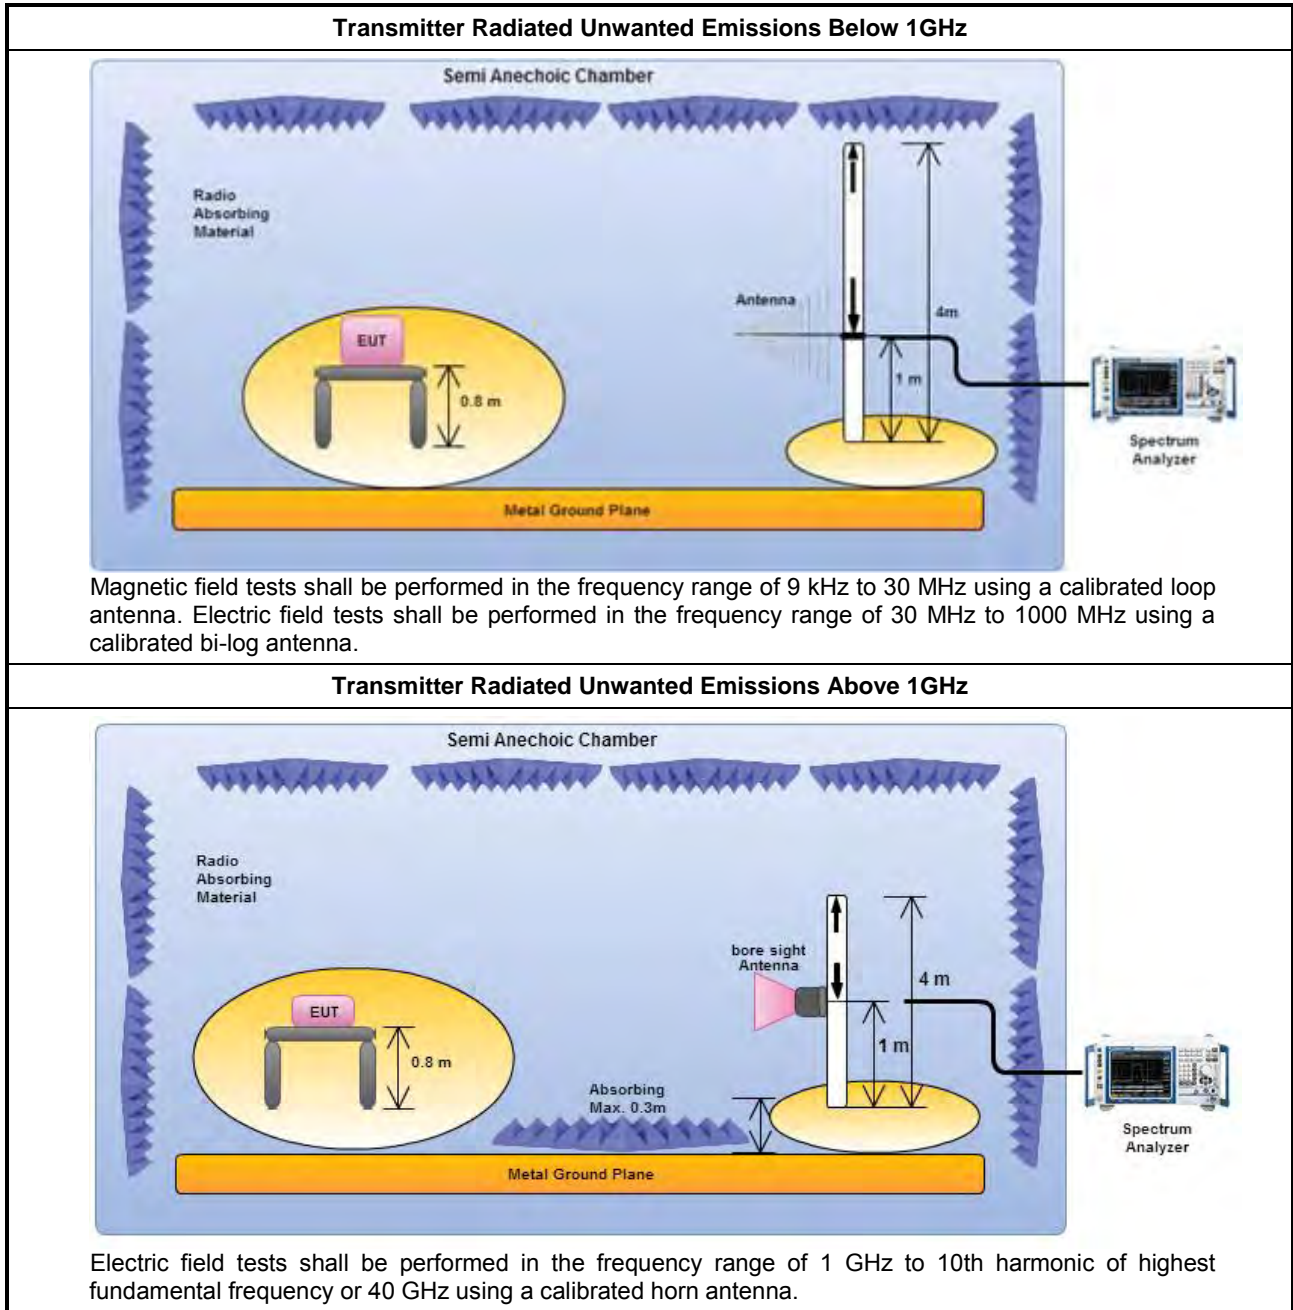 Transmitter Radiated Unwanted Emissions Below 1GHz
Semi Anechoic Chamber
Radio
Absorbing
Material
Antenna
4m
EUT
1 m
0.8 m
Spectrum
Analyzer
Metal Ground Plane
Magnetic field tests shall be performed in the frequency range of 9 kHz to 30 MHz using a calibrated loop
antenna. Electric field tests shall be performed in the frequency range of 30 MHz to 1000 MHz using a
calibrated bi-log antenna.
Transmitter Radiated Unwanted Emissions Above 1GHz
Semi Anechoic Chamber
Radio
Absorbing
Material
bore sight
Antenna
4 m
EUT
1 m
0.8 m
Absorbing
Max. 0.3m
Spectrum
Analyzer
Metal Ground Plane
Electric field tests shall be performed in the frequency range of 1 GHz to 10th harmonic of highest
fundamental frequency or 40 GHz using a calibrated horn antenna.